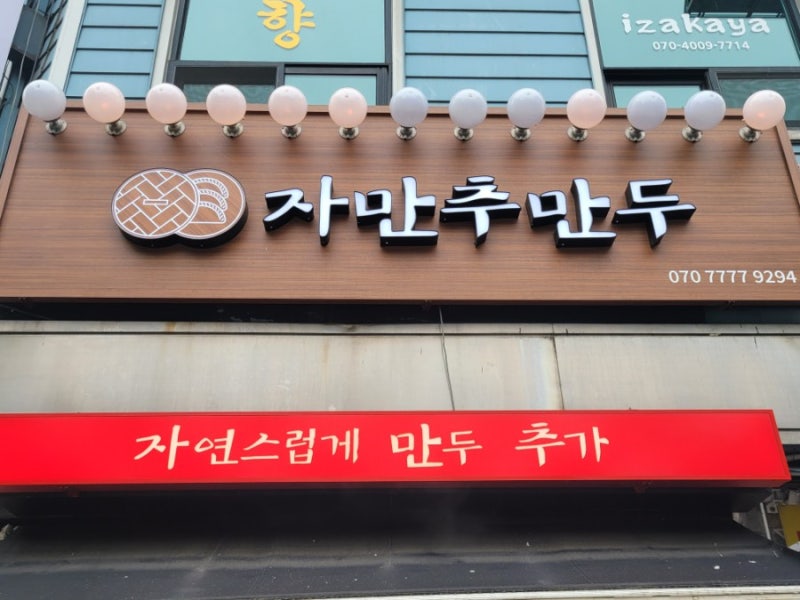 향
izakaya
070-4009-7714
자만추만두
070 7777 9294
자연스럽게 만두 추가